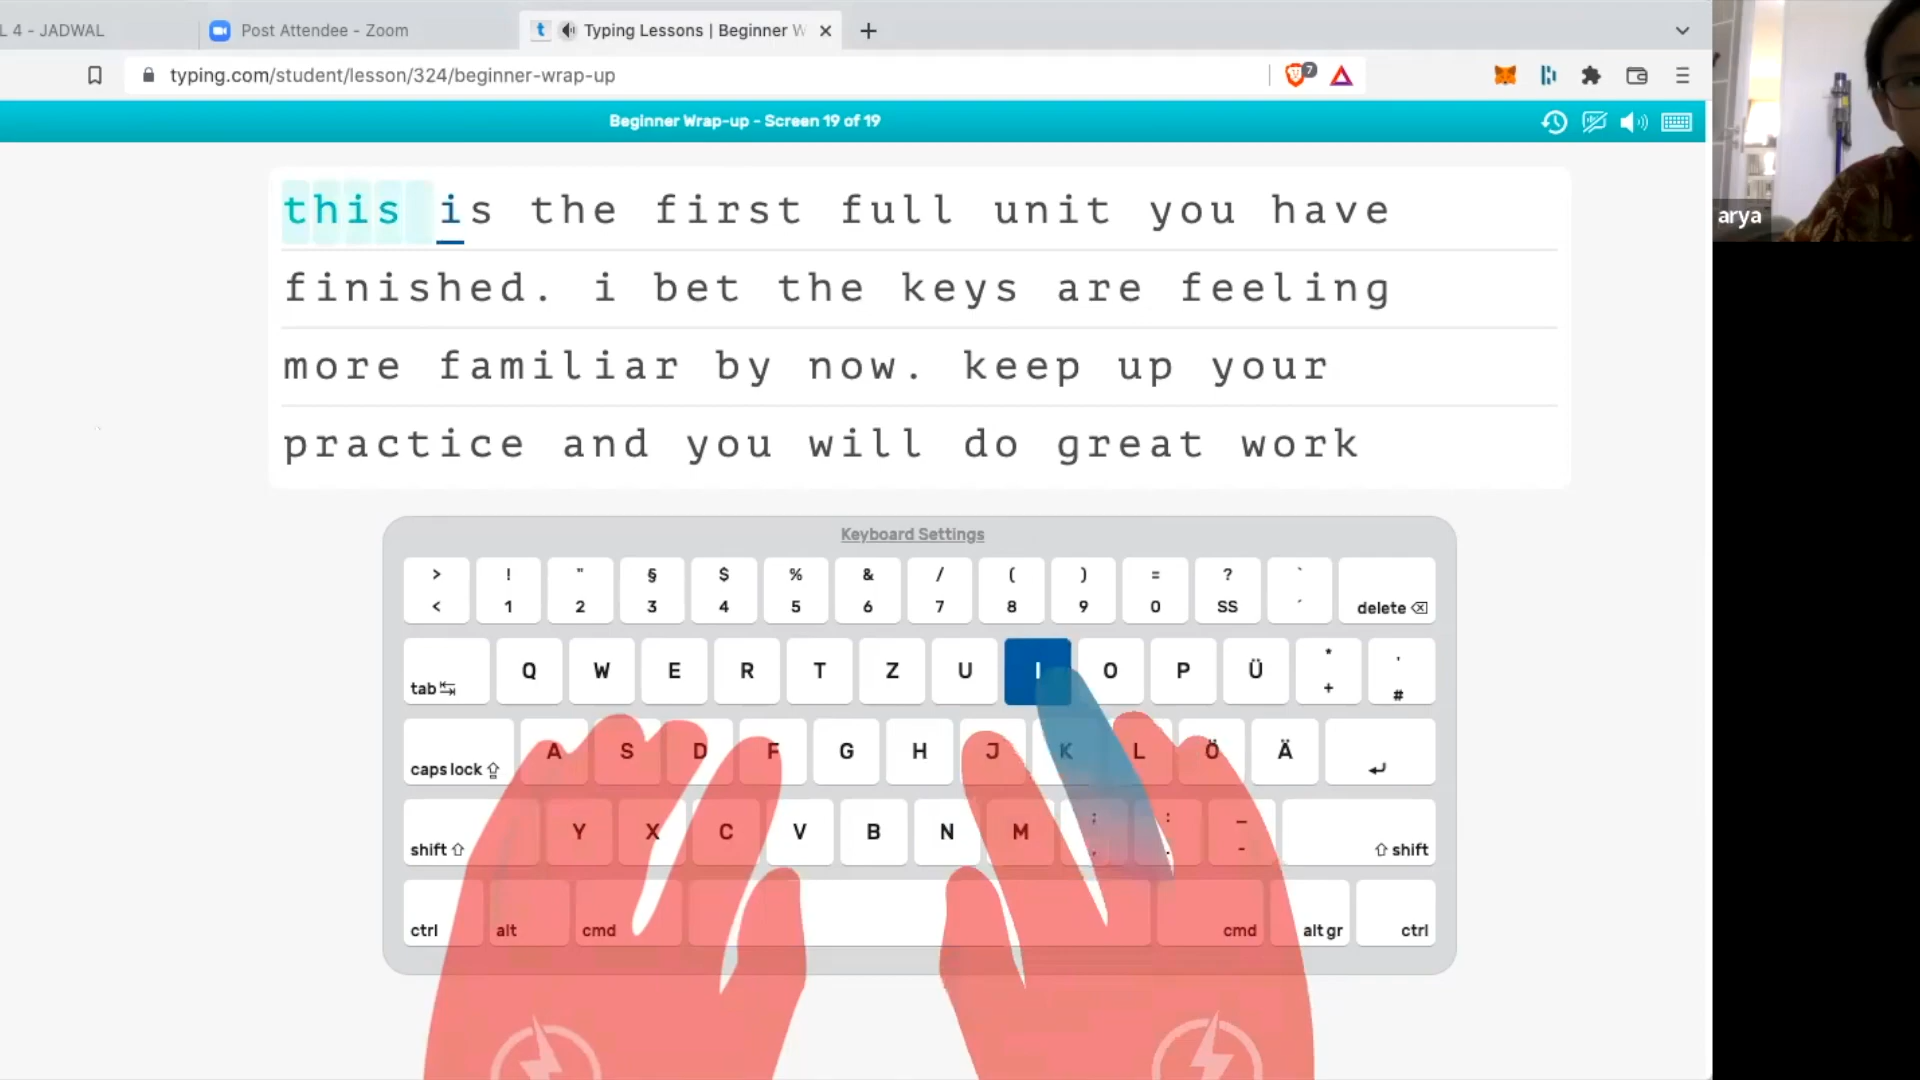 L 4 - JADWAL
Post Attendee - Zoom
Typing Lessons | Beginner W
typing.com/student/lesson/324/beginner-wrap-up
7
Beginner Wrap-up - Screen 19 of 19
arya
this is the first full unit you have
finished. i bet the keys are feeling
more familiar by now. keep up your
practice and you will do great work
Keyboard Settings
> ! " § $ % & / ( ) = ? `
< 1 2 3 4 5 6 7 8 9 0 SS ´ delete
tab Q W E R T Z U I O P Ü * + ' #
caps lock A S D F G H J K L Ö Ä
shift Y X C V B N M ; , : . _ - shift
ctrl alt cmd cmd alt gr ctrl